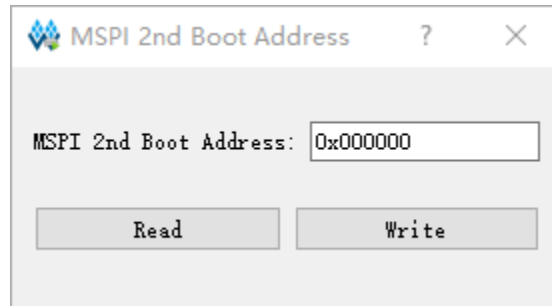 MSPI 2nd Boot Address ?
MSPI 2nd Boot Address: 0x000000
Read Write